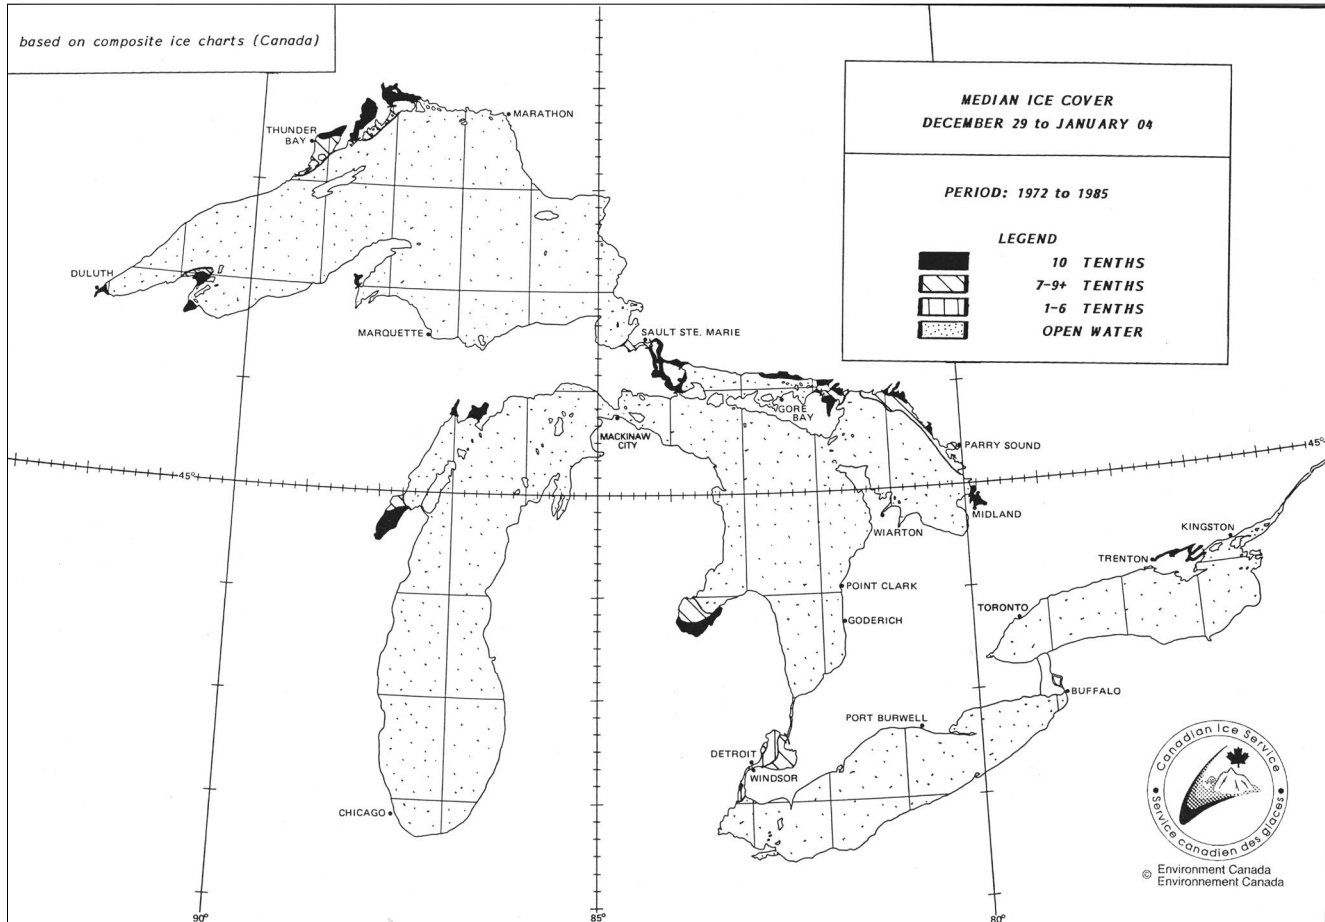 based on composite ice charts (Canada)
MEDIAN ICE COVER
DECEMBER 29 to JANUARY 04
PERIOD: 1972 to 1985
LEGEND
10 TENTHS
7-9+ TENTHS
1-6 TENTHS
OPEN WATER
MARATHON
THUNDER
BAY
DULUTH
MARQUETTE
SAULT STE. MARIE
GORE
BAY
MACKINAW
CITY
PARRY SOUND
45°
45°
MIDLAND
WIARTON
KINGSTON
TRENTON
POINT CLARK
TORONTO
GODERICH
BUFFALO
PORT BURWELL
DETROIT
WINDSOR
CHICAGO
Canadian Ice Service
Service canadien des glaces
© Environment Canada
Environnement Canada
90°
85°
80°